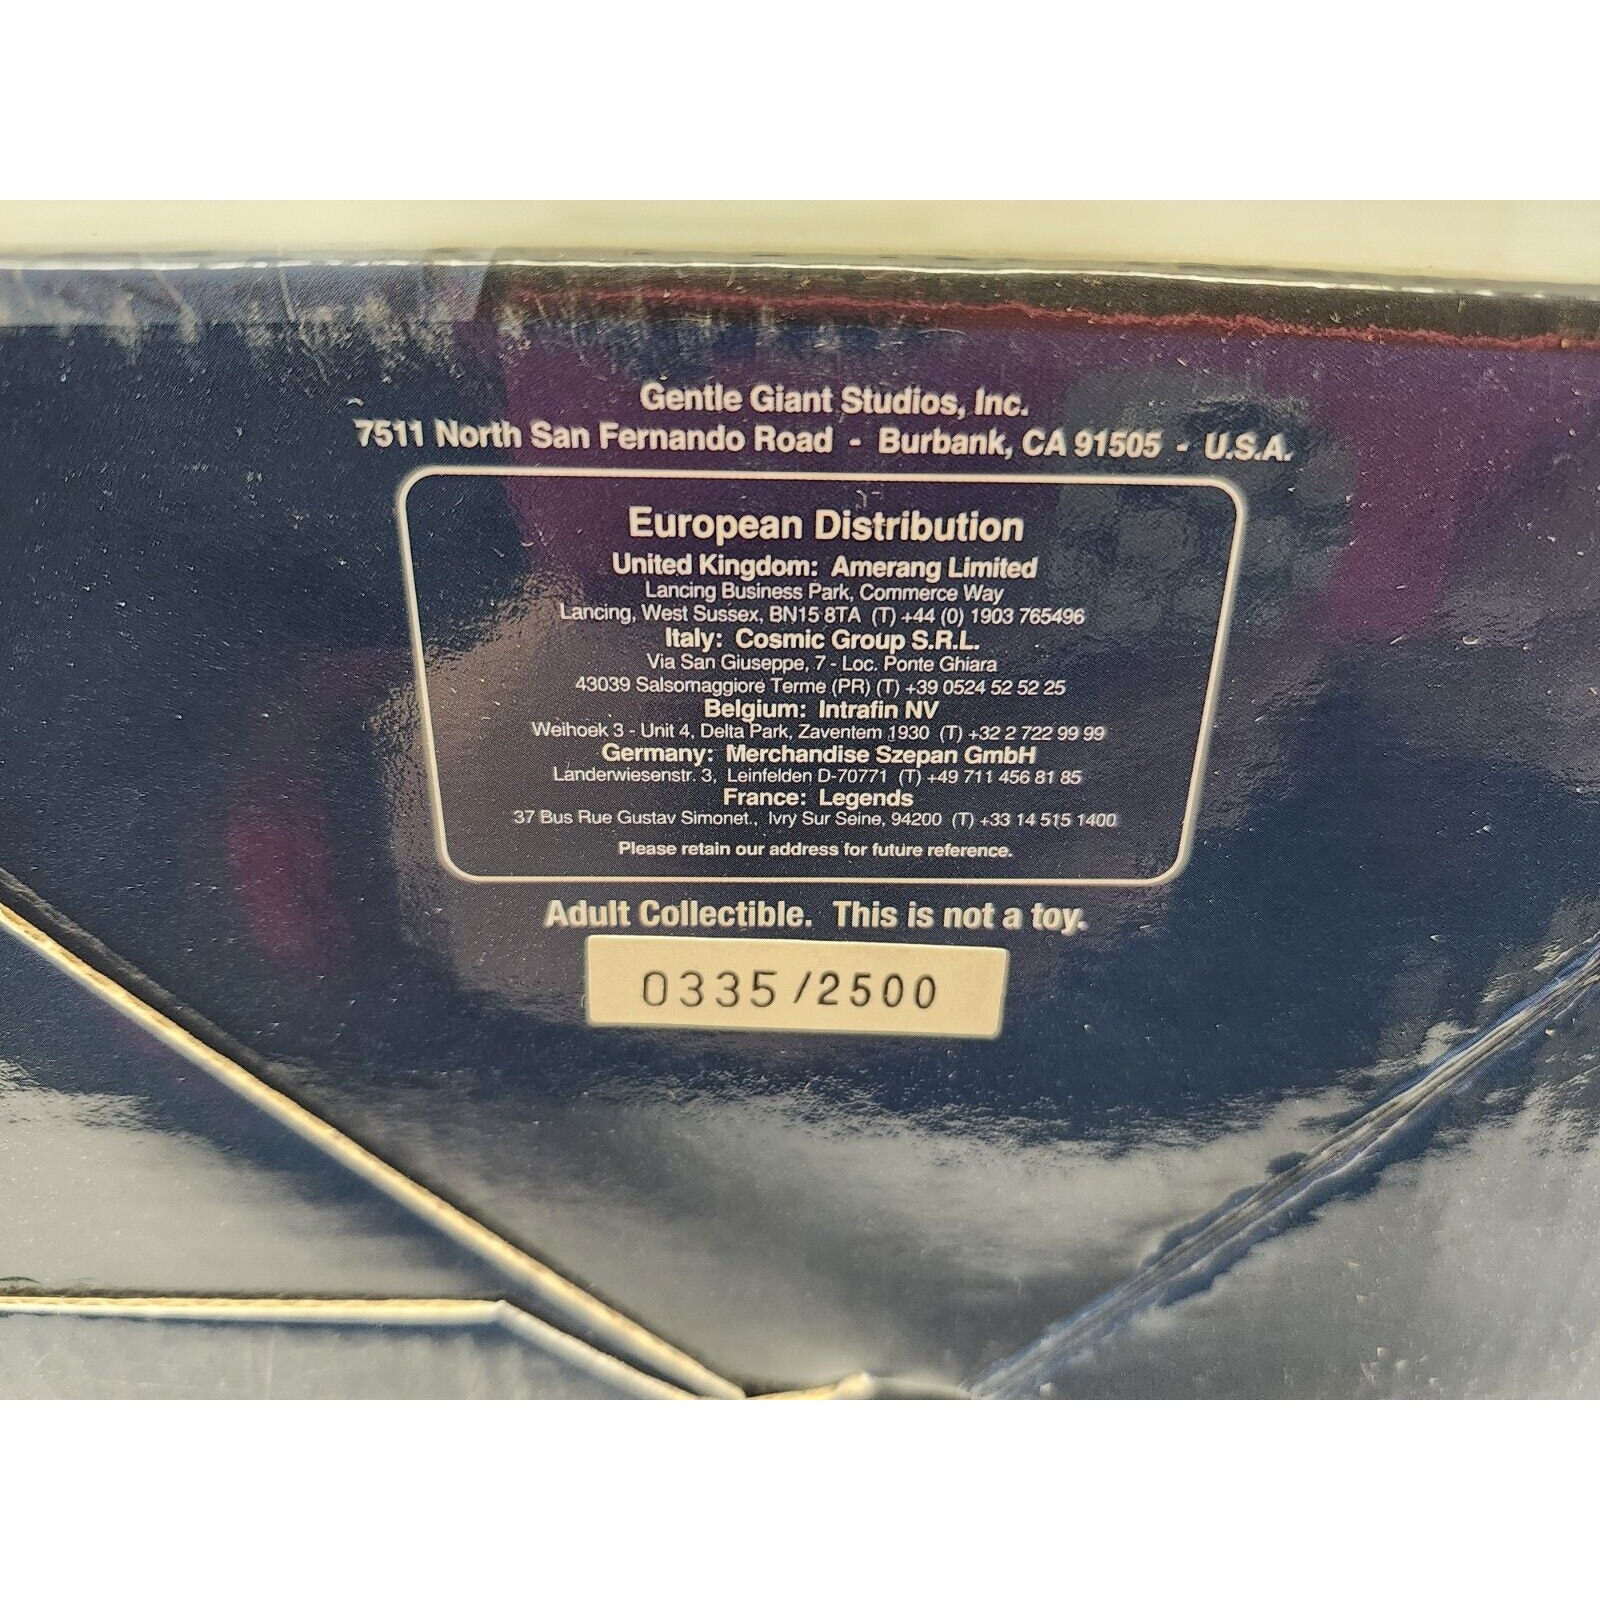 Gentle Giant Studios, Inc.
7511 North San Fernando Road - Burbank, CA 91505 - U.S.A.
European Distribution
United Kingdom: Amerang Limited
Lancing Business Park, Commerce Way
Lancing, West Sussex, BN15 8TA (T) +44 (0) 1903 765496
Italy: Cosmic Group S.R.L.
Via San Giuseppe, 7 - Loc. Ponte Ghiara
43039 Salsomaggiore Terme (PR) (T) +39 0524 52 52 25
Belgium: Intrafin NV
Weihoek 3 - Unit 4, Delta Park, Zaventem 1930 (T) +32 2 722 99 99
Germany: Merchandise Szepan GmbH
Landerwiesenstr. 3, Leinfelden D-70771 (T) +49 711 456 81 85
France: Legends
37 Bus Rue Gustav Simonet., Ivry Sur Seine, 94200 (T) +33 14 515 1400
Please retain our address for future reference.
Adult Collectible. This is not a toy.
0335/2500